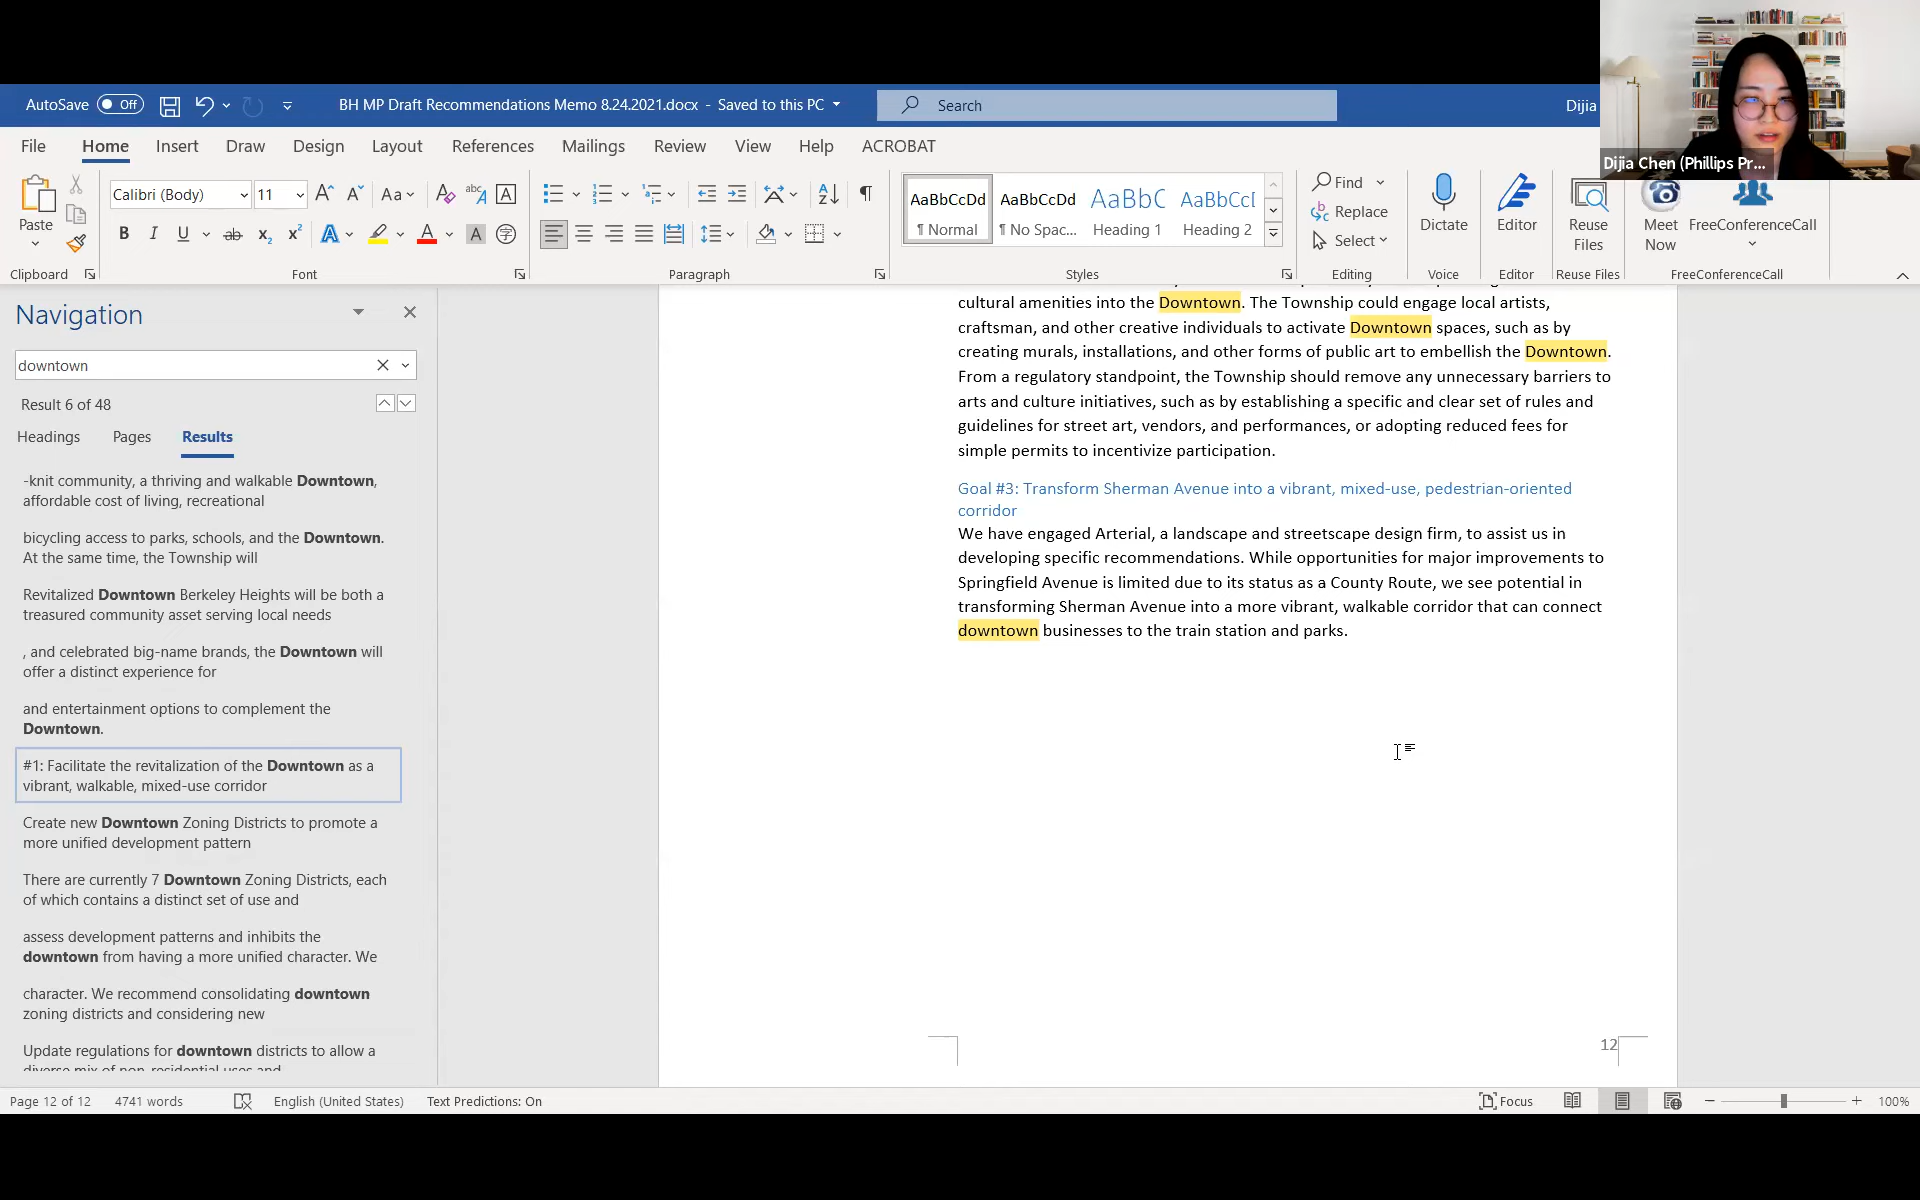 AutoSave Off
BH MP Draft Recommendations Memo 8.24.2021.docx - Saved to this PC
Search
Dijia
Dijia Chen (Phillips Pr...
File Home Insert Draw Design Layout References Mailings Review View Help ACROBAT
Paste
Calibri (Body) 11
Aa
AaBbCcDd AaBbCcDd AaBbC AaBbCcI
¶ Normal ¶ No Spac... Heading 1 Heading 2
Find
Replace
Select
Dictate
Editor
Reuse
Files
Meet
Now
FreeConferenceCall
Clipboard Font Paragraph Styles Editing Voice Editor Reuse Files FreeConferenceCall
Navigation
downtown
Result 6 of 48
Headings Pages Results
-knit community, a thriving and walkable Downtown,
affordable cost of living, recreational
bicycling access to parks, schools, and the Downtown.
At the same time, the Township will
Revitalized Downtown Berkeley Heights will be both a
treasured community asset serving local needs
, and celebrated big-name brands, the Downtown will
offer a distinct experience for
and entertainment options to complement the
Downtown.
#1: Facilitate the revitalization of the Downtown as a
vibrant, walkable, mixed-use corridor
Create new Downtown Zoning Districts to promote a
more unified development pattern
There are currently 7 Downtown Zoning Districts, each
of which contains a distinct set of use and
assess development patterns and inhibits the
downtown from having a more unified character. We
character. We recommend consolidating downtown
zoning districts and considering new
Update regulations for downtown districts to allow a
diverse mix of non-residential uses and
cultural amenities into the Downtown. The Township could engage local artists,
craftsman, and other creative individuals to activate Downtown spaces, such as by
creating murals, installations, and other forms of public art to embellish the Downtown.
From a regulatory standpoint, the Township should remove any unnecessary barriers to
arts and culture initiatives, such as by establishing a specific and clear set of rules and
guidelines for street art, vendors, and performances, or adopting reduced fees for
simple permits to incentivize participation.
Goal #3: Transform Sherman Avenue into a vibrant, mixed-use, pedestrian-oriented
corridor
We have engaged Arterial, a landscape and streetscape design firm, to assist us in
developing specific recommendations. While opportunities for major improvements to
Springfield Avenue is limited due to its status as a County Route, we see potential in
transforming Sherman Avenue into a more vibrant, walkable corridor that can connect
downtown businesses to the train station and parks.
12
Page 12 of 12 4741 words English (United States) Text Predictions: On
Focus
100%